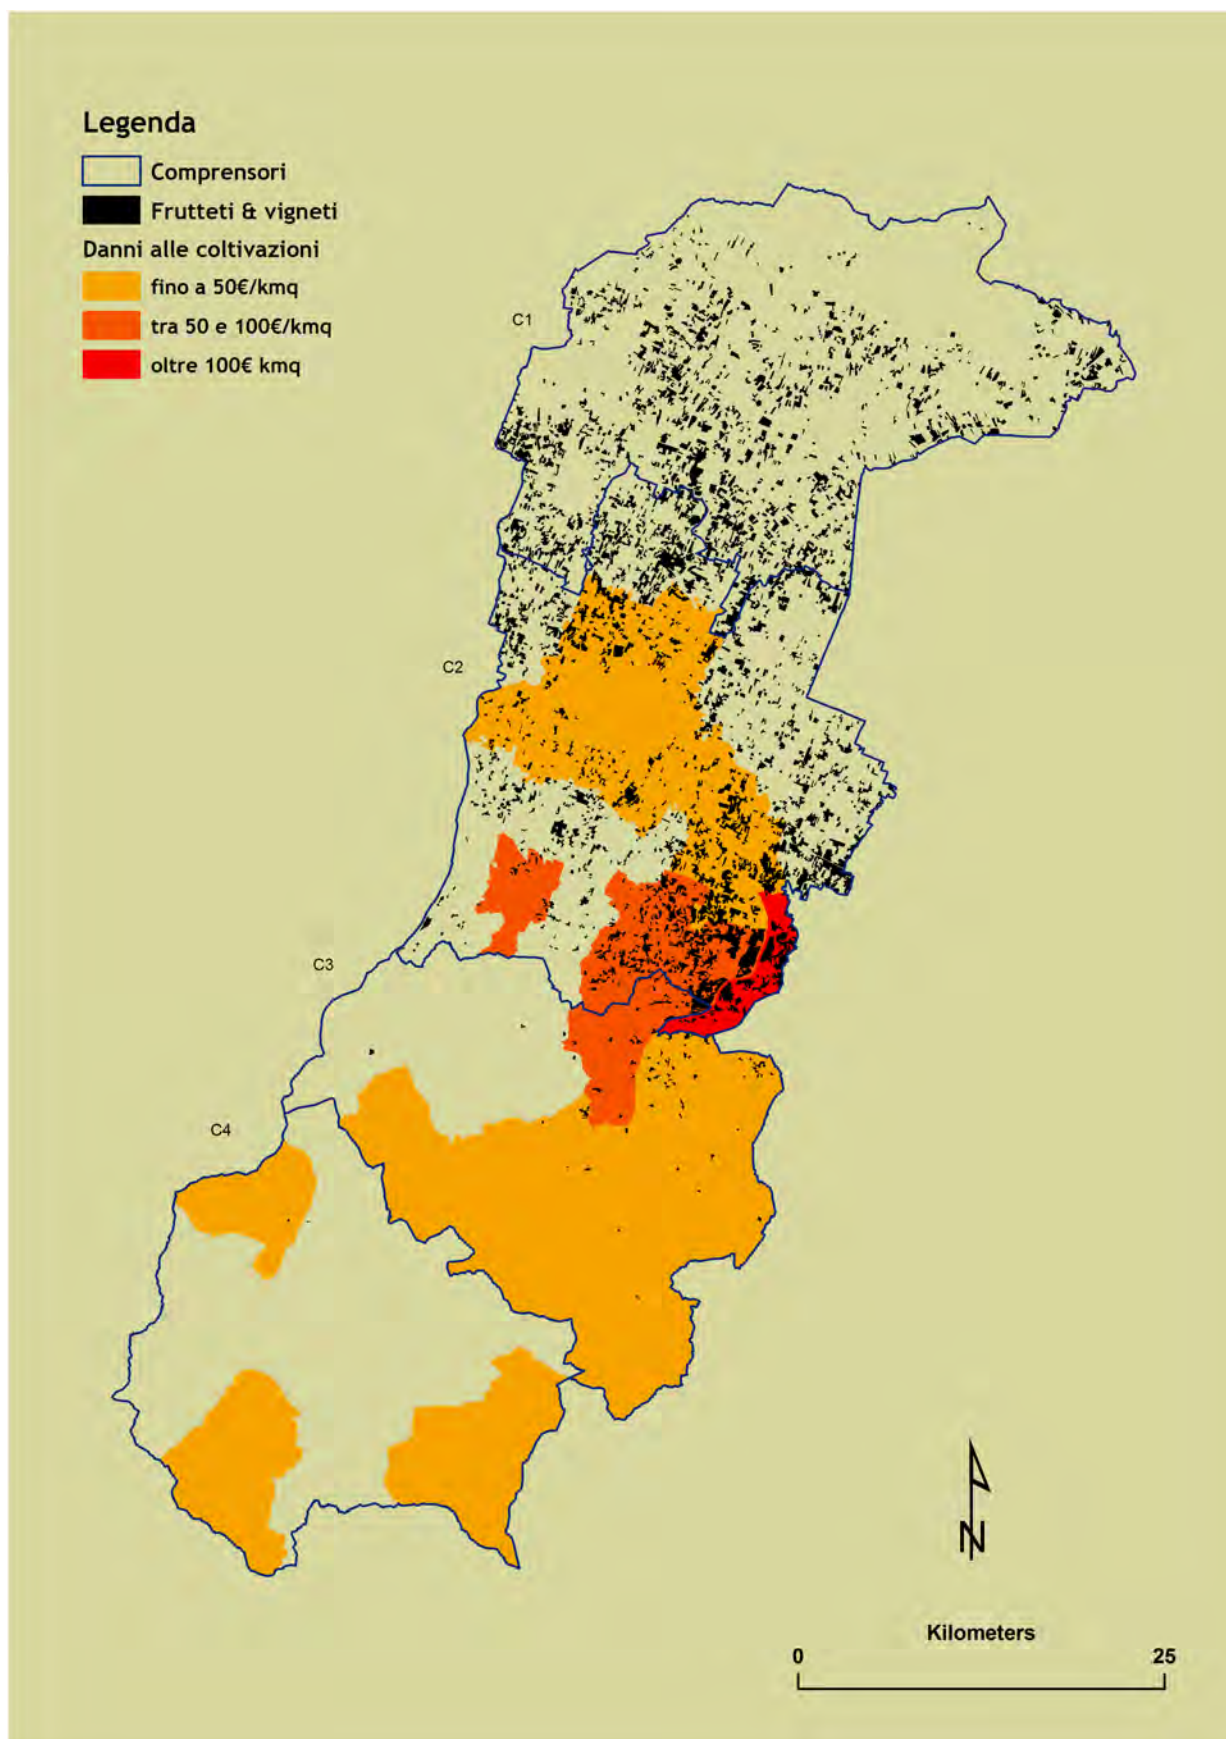 Legenda
Comprensori
Frutteti & vigneti
Danni alle coltivazioni
fino a 50€/kmq
tra 50 e 100€/kmq
oltre 100€ kmq
C1
C2
C3
C4
N
Kilometers
0 25